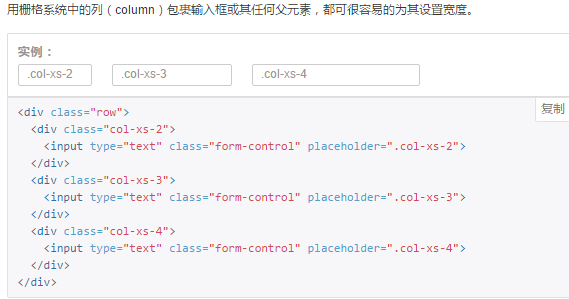 用栅格系统中的列（column）包裹输入框或其任何父元素，都可很容易的为其设置宽度。
实例：
.col-xs-2 .col-xs-3 .col-xs-4
复制
<div class="row">
  <div class="col-xs-2">
    <input type="text" class="form-control" placeholder=".col-xs-2">
  </div>
  <div class="col-xs-3">
    <input type="text" class="form-control" placeholder=".col-xs-3">
  </div>
  <div class="col-xs-4">
    <input type="text" class="form-control" placeholder=".col-xs-4">
  </div>
</div>